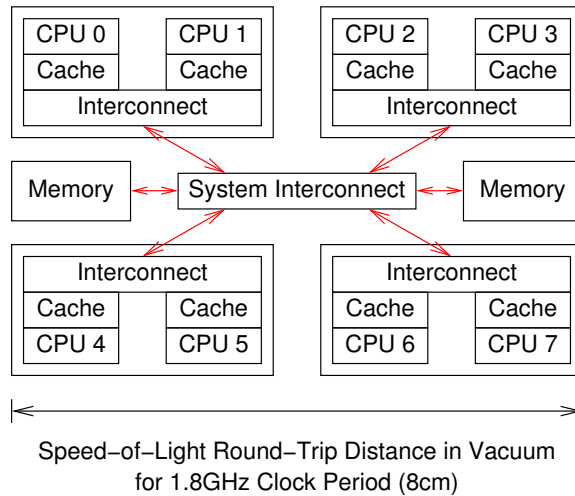 CPU 0 CPU 1 CPU 2 CPU 3
Cache Cache Cache Cache
Interconnect Interconnect
Memory System Interconnect Memory
Interconnect Interconnect
Cache Cache Cache Cache
CPU 4 CPU 5 CPU 6 CPU 7
Speed−of−Light Round−Trip Distance in Vacuum
for 1.8GHz Clock Period (8cm)